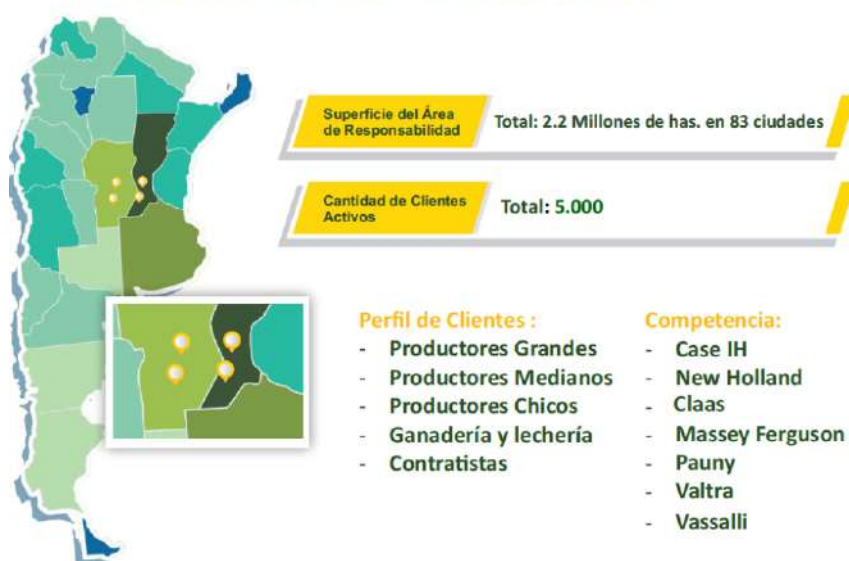 Superficie del Área
de Responsabilidad
Total: 2.2 Millones de has. en 83 ciudades
Cantidad de Clientes
Activos
Total: 5.000
Perfil de Clientes :
- Productores Grandes
- Productores Medianos
- Productores Chicos
- Ganadería y lechería
- Contratistas
Competencia:
- Case IH
- New Holland
- Claas
- Massey Ferguson
- Pauny
- Valtra
- Vassalli